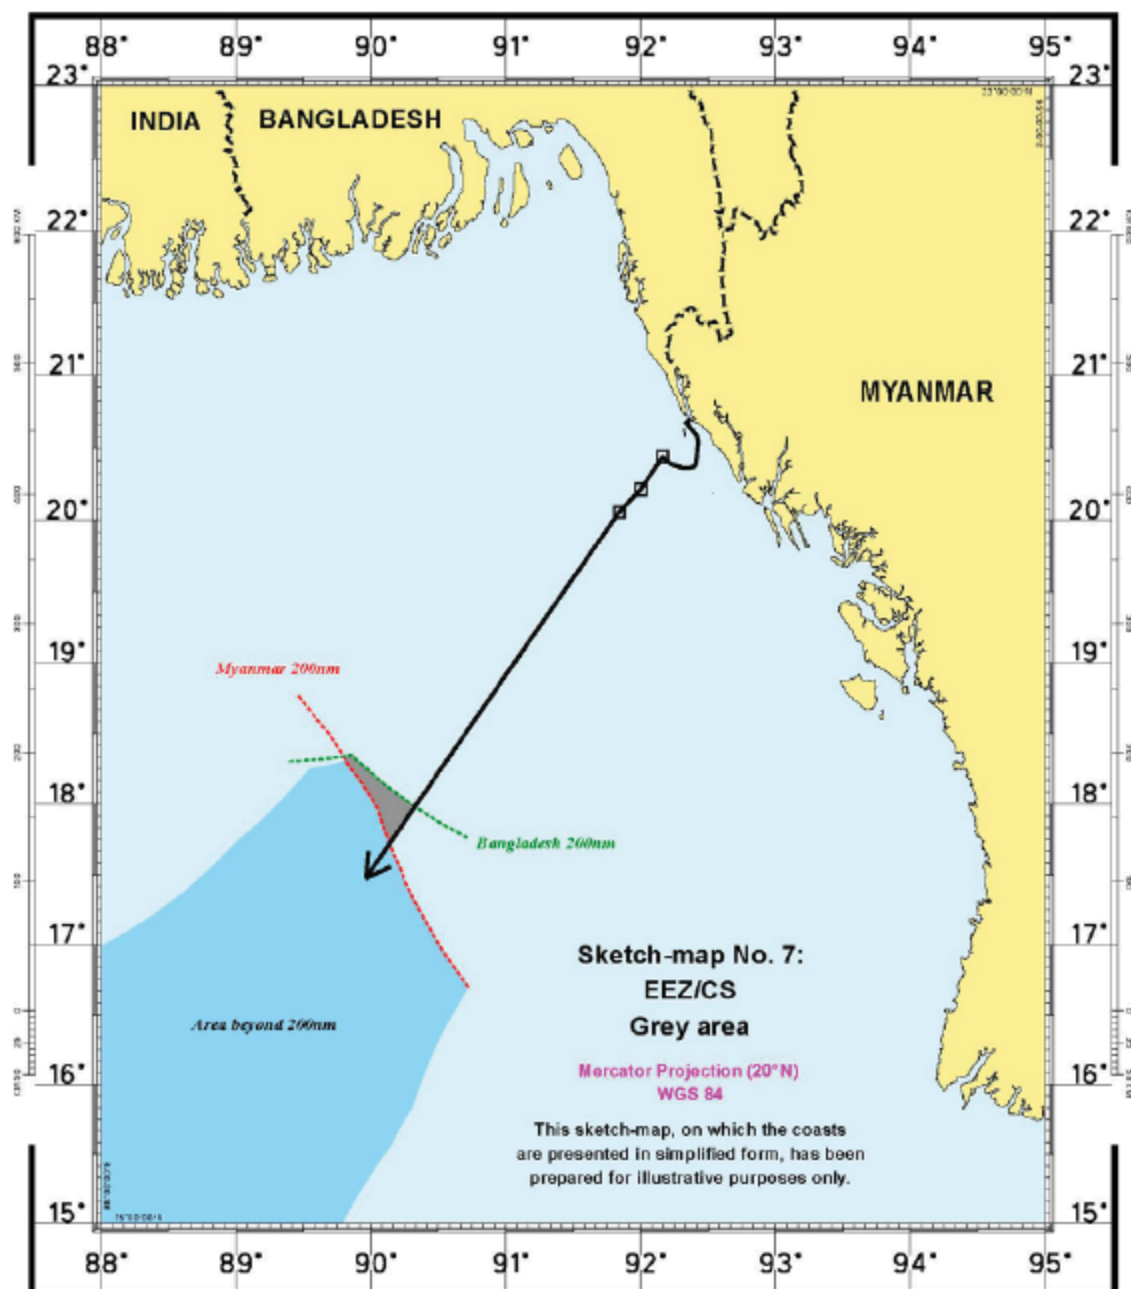 88° 89° 90° 91° 92° 93° 94° 95°
23° 23°
INDIA BANGLADESH
22° 22°
21° 21°
MYANMAR
20° 20°
19° 19°
Myanmar 200nm
18° 18°
Bangladesh 200nm
17° 17°
Sketch-map No. 7:
EEZ/CS
Area beyond 200nm
Grey area
16° 16°
Mercator Projection (20°N)
WGS 84
This sketch-map, on which the coasts
are presented in simplified form, has been
prepared for illustrative purposes only.
15° 15°
88° 89° 90° 91° 92° 93° 94° 95°